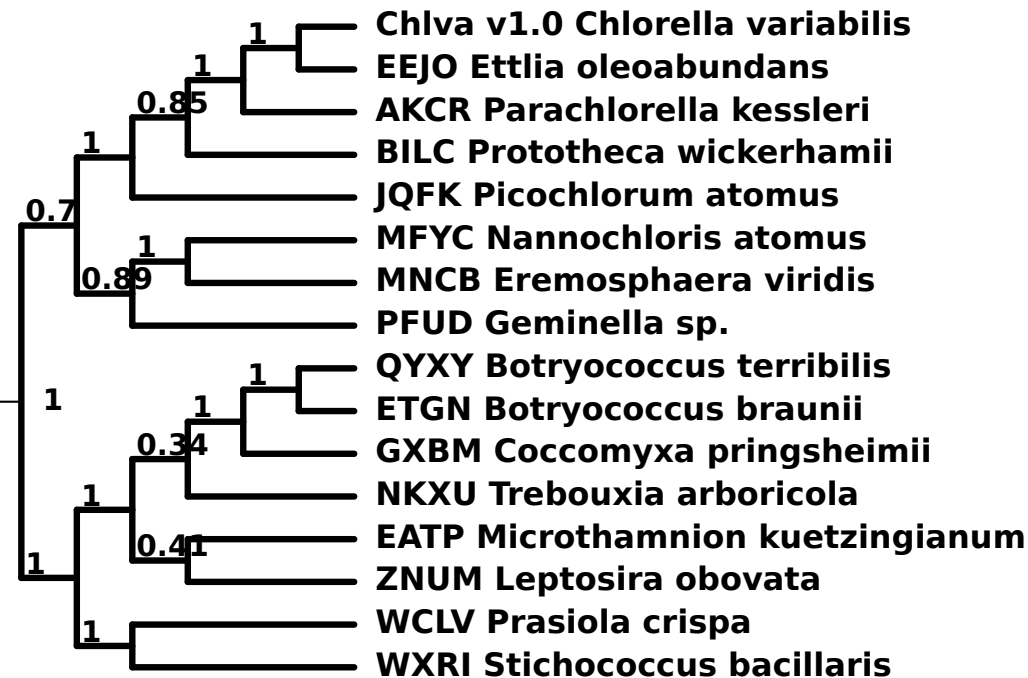 Chlva v1.0 Chlorella variabilis
1
EEJO Ettlia oleoabundans
1
0.85
AKCR Parachlorella kessleri
1
BILC Prototheca wickerhamii
JQFK Picochlorum atomus
0.7
MFYC Nannochloris atomus
1
0.89
MNCB Eremosphaera viridis
PFUD Geminella sp.
QYXY Botryococcus terribilis
1
1
ETGN Botryococcus braunii
1
0.34
GXBM Coccomyxa pringsheimii
1
NKXU Trebouxia arboricola
0.41
EATP Microthamnion kuetzingianum
1
ZNUM Leptosira obovata
WCLV Prasiola crispa
1
WXRI Stichococcus bacillaris